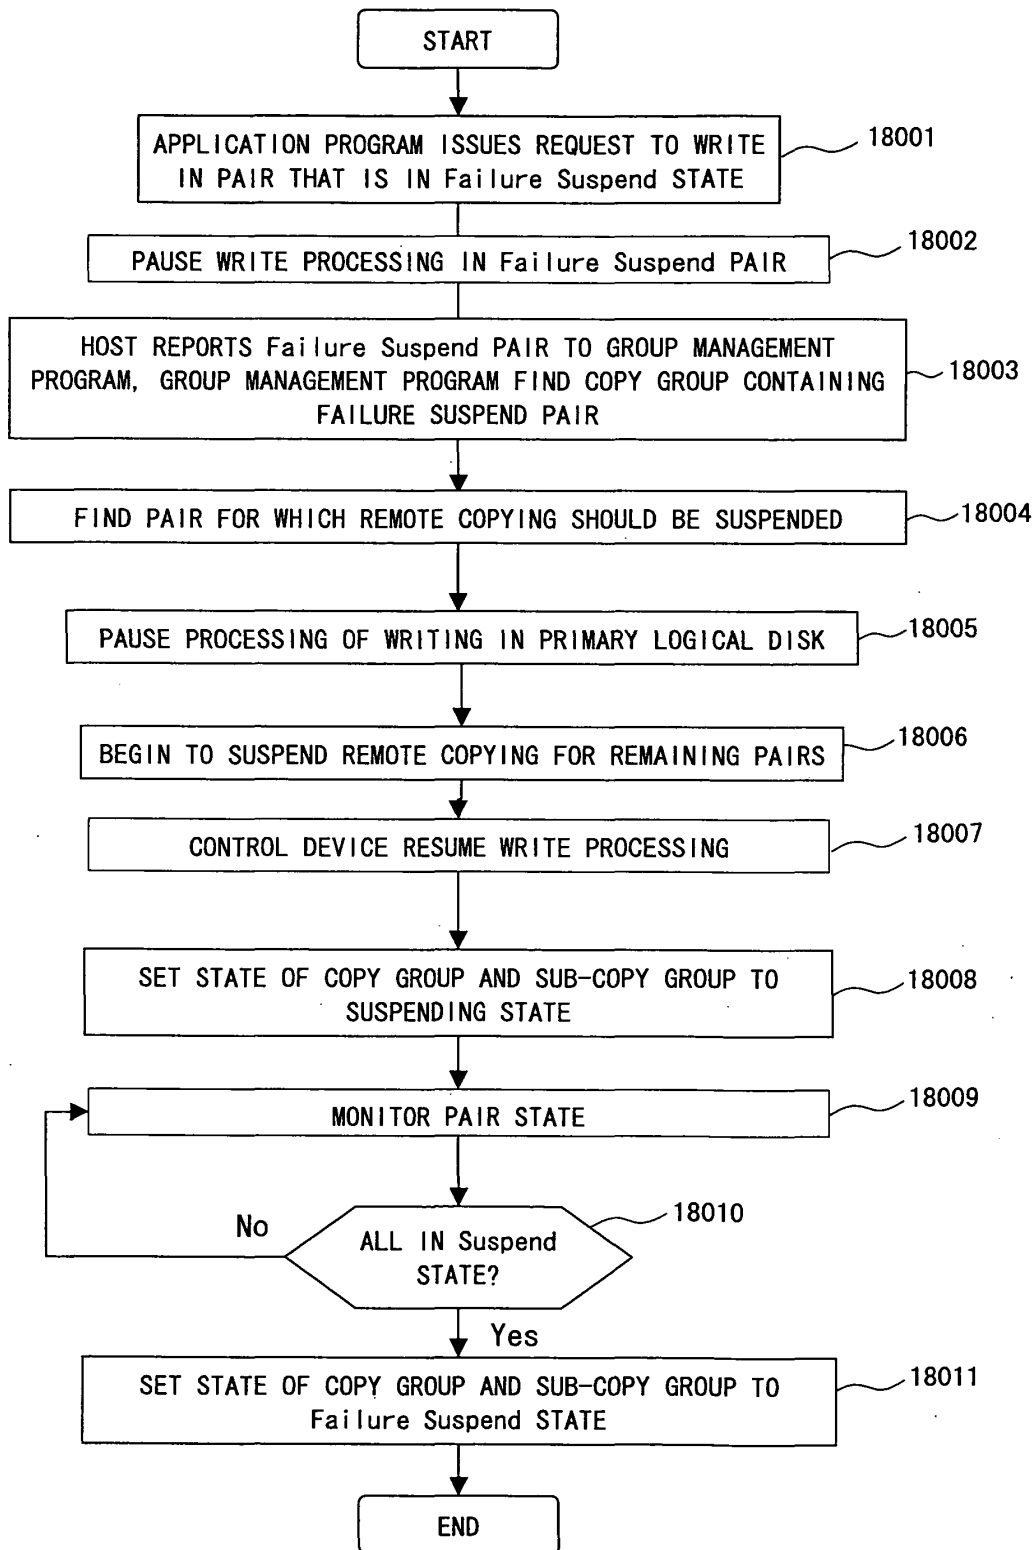 START
APPLICATION PROGRAM ISSUES REQUEST TO WRITE
IN PAIR THAT IS IN Failure Suspend STATE
18001
PAUSE WRITE PROCESSING IN Failure Suspend PAIR
18002
HOST REPORTS Failure Suspend PAIR TO GROUP MANAGEMENT
PROGRAM, GROUP MANAGEMENT PROGRAM FIND COPY GROUP CONTAINING
FAILURE SUSPEND PAIR
18003
FIND PAIR FOR WHICH REMOTE COPYING SHOULD BE SUSPENDED
18004
PAUSE PROCESSING OF WRITING IN PRIMARY LOGICAL DISK
18005
BEGIN TO SUSPEND REMOTE COPYING FOR REMAINING PAIRS
18006
CONTROL DEVICE RESUME WRITE PROCESSING
18007
SET STATE OF COPY GROUP AND SUB-COPY GROUP TO
SUSPENDING STATE
18008
MONITOR PAIR STATE
18009
No
ALL IN Suspend
STATE?
18010
Yes
SET STATE OF COPY GROUP AND SUB-COPY GROUP TO
Failure Suspend STATE
18011
END